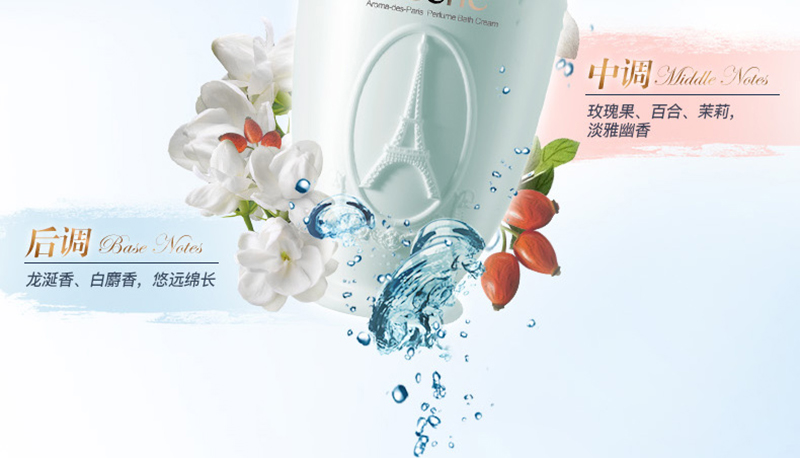 Aroma-des-Paris Perfume Bath Cream
中调 Middle Notes
玫瑰果、百合、茉莉，
淡雅幽香
后调 Base Notes
龙涎香、白麝香，悠远绵长